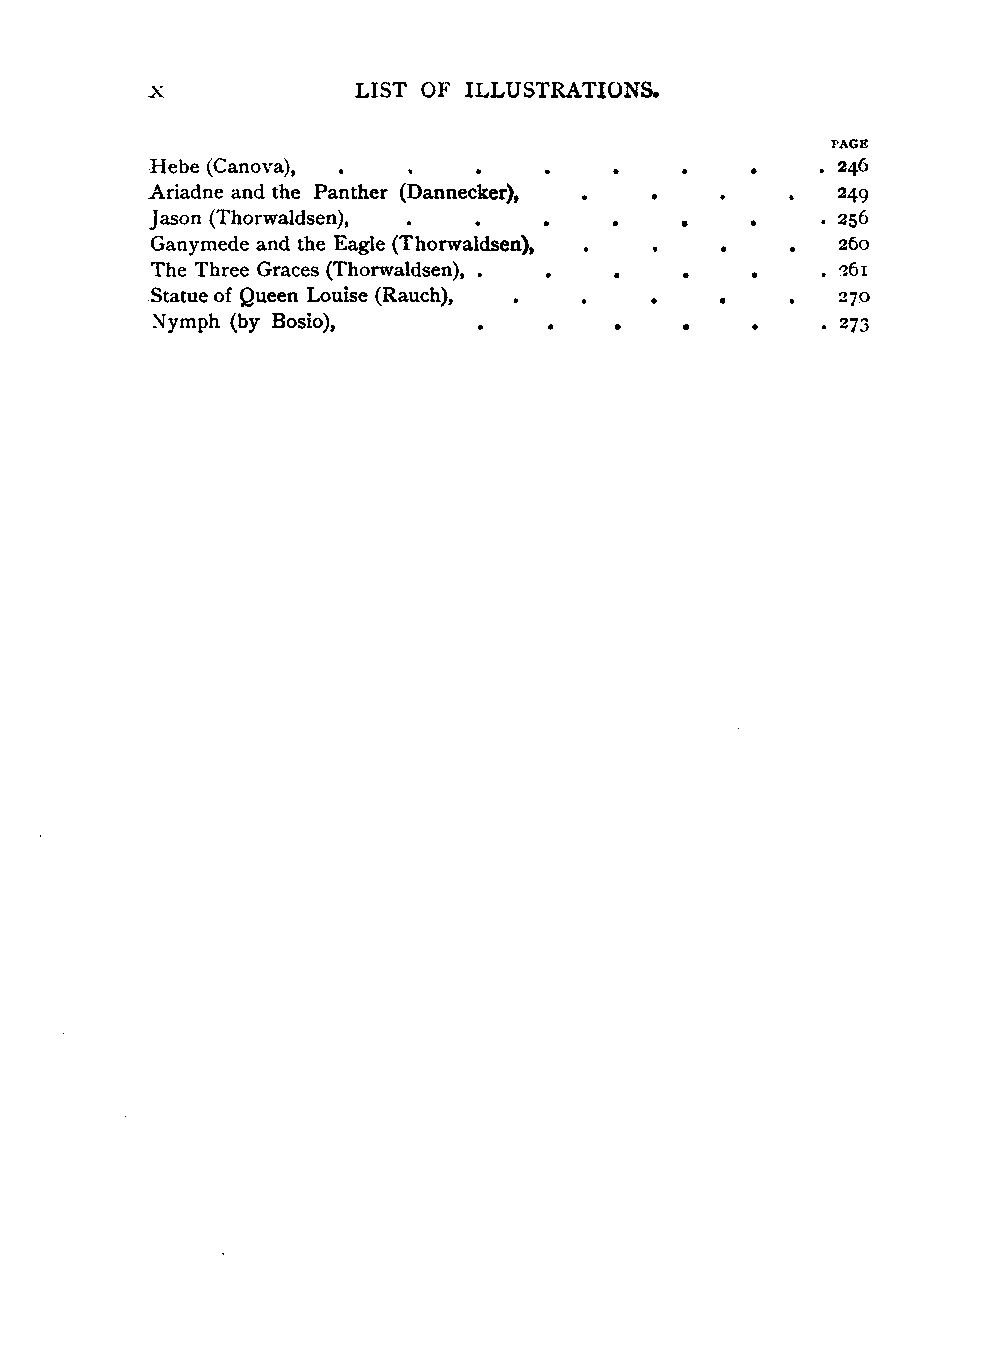 x LIST OF ILLUSTRATIONS.
PAGE
Hebe (Canova), . . . . . . . . 246
Ariadne and the Panther (Dannecker), . . . . 249
Jason (Thorwaldsen), . . . . . . . 256
Ganymede and the Eagle (Thorwaldsen), . . . . 260
The Three Graces (Thorwaldsen), . . . . . . 261
Statue of Queen Louise (Rauch), . . . . . 270
Nymph (by Bosio), . . . . . . 273